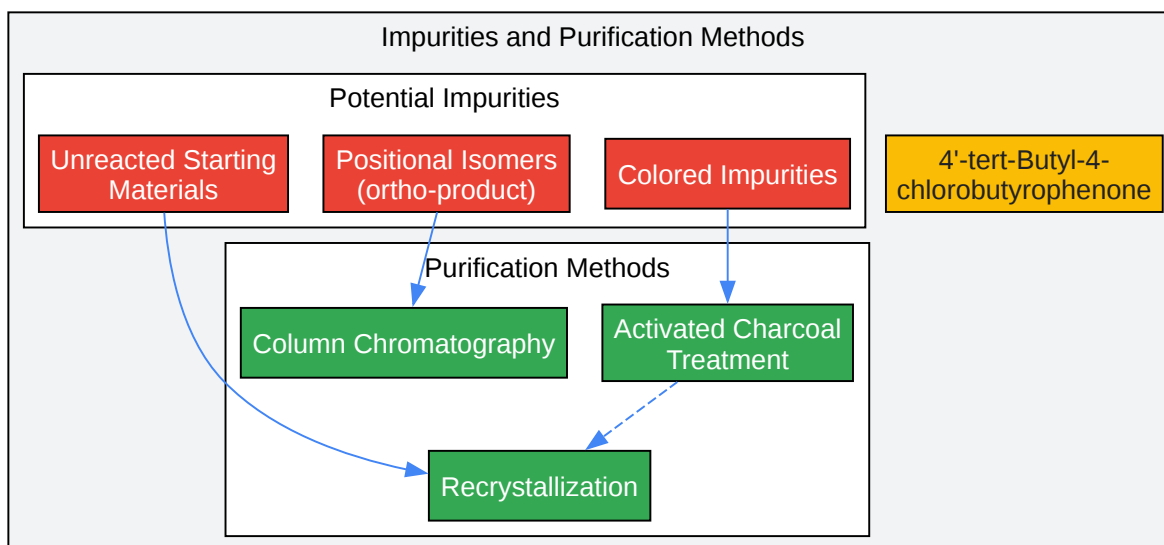 Impurities and Purification Methods
Potential Impurities
Unreacted Starting
Materials
Positional Isomers
(ortho-product)
Colored Impurities
4'-tert-Butyl-4-
chlorobutyrophenone
Purification Methods
Column Chromatography
Activated Charcoal
Treatment
Recrystallization